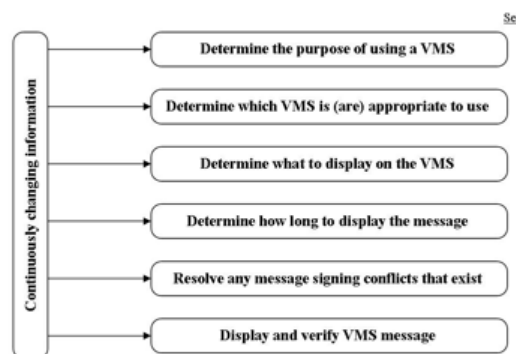 Se
Determine the purpose of using a VMS
Determine which VMS is (are) appropriate to use
Determine what to display on the VMS
Determine how long to display the message
Resolve any message signing conflicts that exist
Display and verify VMS message
Continuously changing information